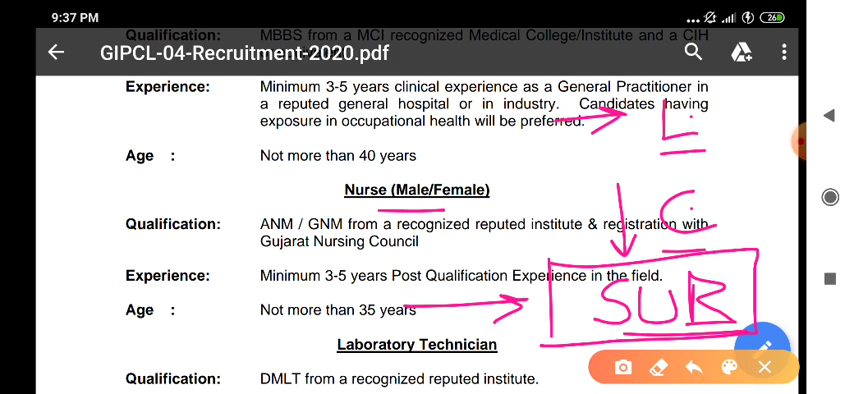 9:37 PM
26
Qualification: MBBS from a MCI recognized Medical College/Institute and a CIH
GIPCL-04-Recruitment-2020.pdf
Experience: Minimum 3-5 years clinical experience as a General Practitioner in
a reputed general hospital or in industry. Candidates having
exposure in occupational health will be preferred.
L
Age : Not more than 40 years
Nurse (Male/Female)
C
Qualification: ANM / GNM from a recognized reputed institute & registration with
Gujarat Nursing Council
Experience: Minimum 3-5 years Post Qualification Experience in the field.
Age : Not more than 35 years
SUB
Laboratory Technician
Qualification: DMLT from a recognized reputed institute.